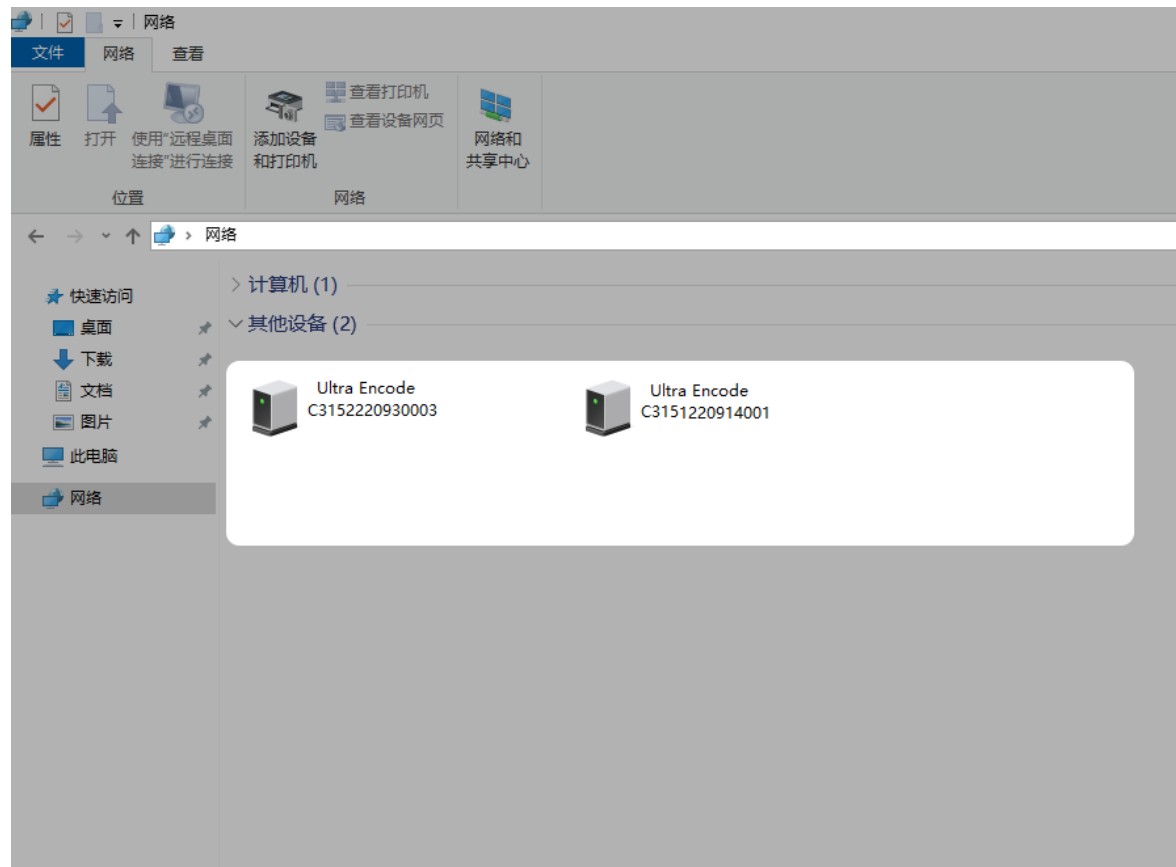 网络
文件 网络 查看
属性
打开
使用“远程桌面
连接”进行连接
位置
添加设备
和打印机
查看打印机
查看设备网页
网络
网络和
共享中心
网络
快速访问
桌面
下载
文档
图片
此电脑
网络
计算机 (1)
其他设备 (2)
Ultra Encode
C3152220930003
Ultra Encode
C3151220914001